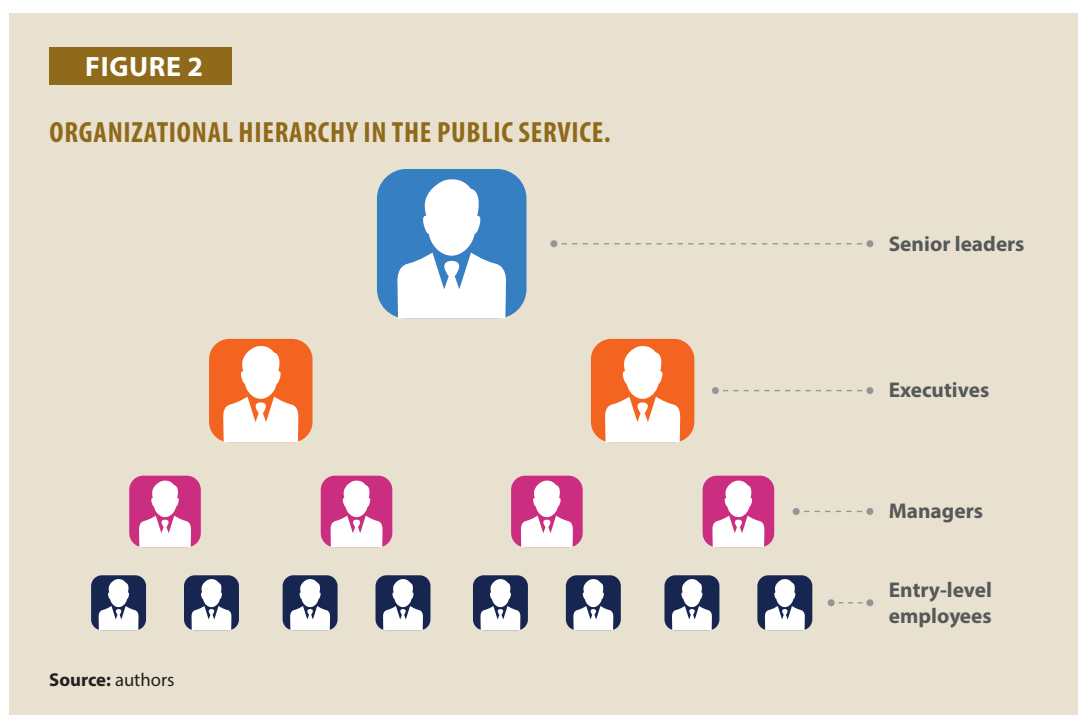 FIGURE 2
ORGANIZATIONAL HIERARCHY IN THE PUBLIC SERVICE.
Senior leaders
Executives
Managers
Entry-level
employees
Source: authors